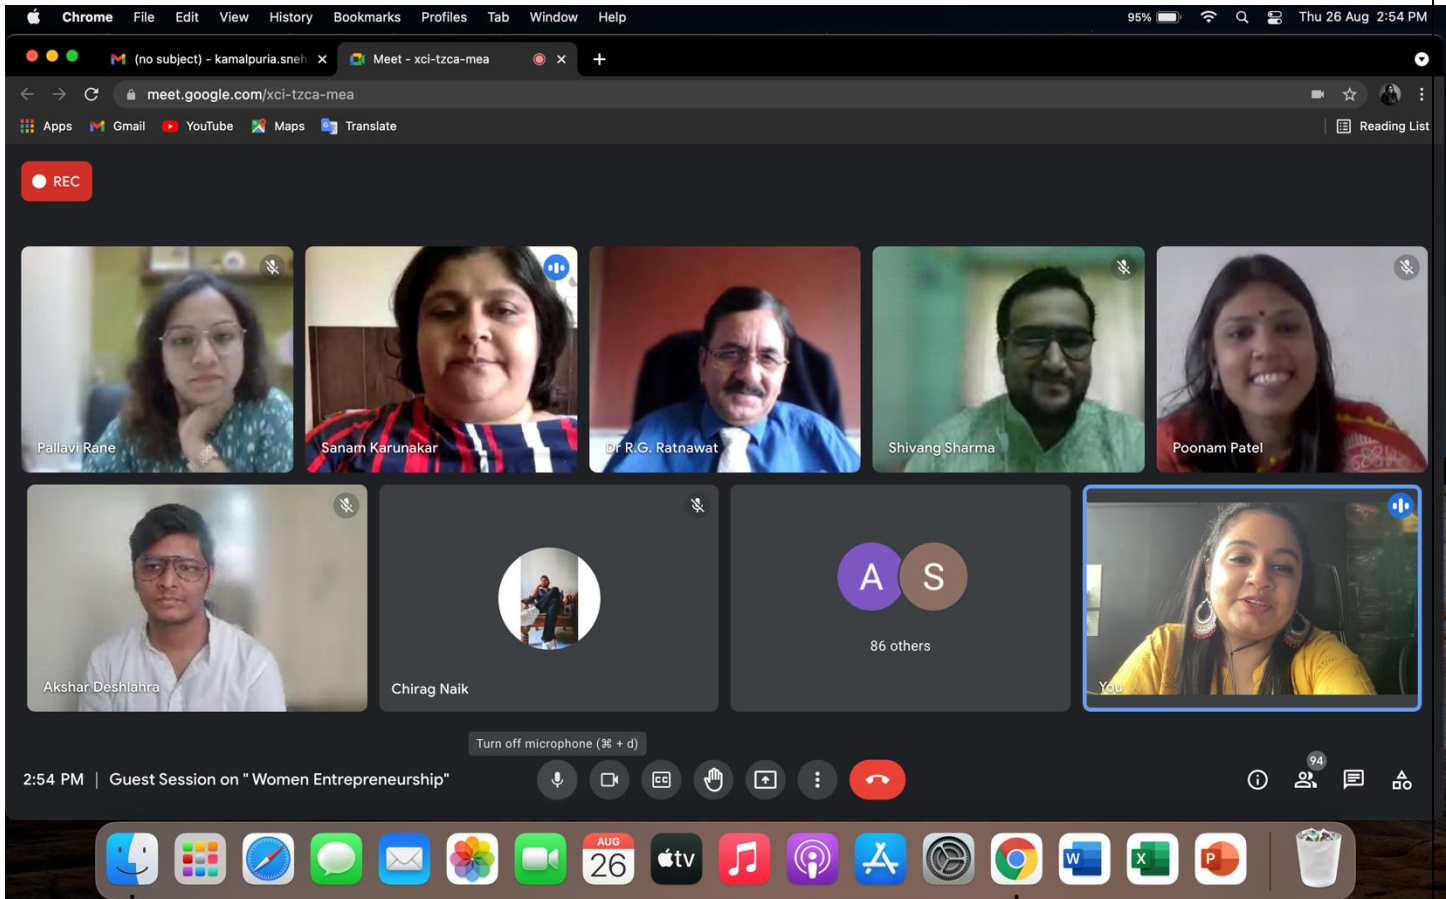 Chrome File Edit View History Bookmarks Profiles Tab Window Help 95% Thu 26 Aug 2:54 PM
(no subject) - kamalpuria.sneh Meet - xci-tzca-mea
meet.google.com/xci-tzca-mea
Apps Gmail YouTube Maps Translate Reading List
REC
Pallavi Rane Sanam Karunakar Dr R.G. Ratnawat Shivang Sharma Poonam Patel
A S
86 others
Akshar Deshlahra Chirag Naik You
Turn off microphone (⌘ + d)
94
2:54 PM | Guest Session on " Women Entrepreneurship" CC
AUG
26 tv W X P